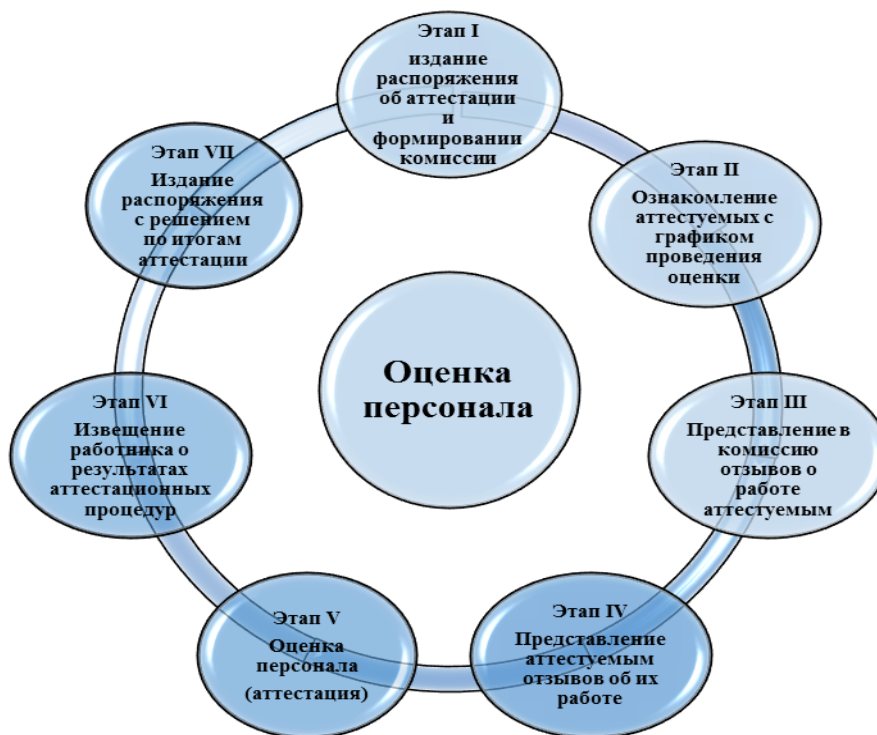 Этап I
издание
распоряжения
об аттестации
и
формировании
комиссии
Этап II
Ознакомление
аттестуемых с
графиком
проведения
оценки
Этап III
Представление в
комиссию
отзывов о
работе
аттестуемым
Этап IV
Представление
аттестуемым
отзывов об их
работе
Этап V
Оценка
персонала
(аттестация)
Этап VI
Извещение
работника о
результатах
аттестационных
процедур
Этап VII
Издание
распоряжения
с решением
по итогам
аттестации
Оценка
персонала